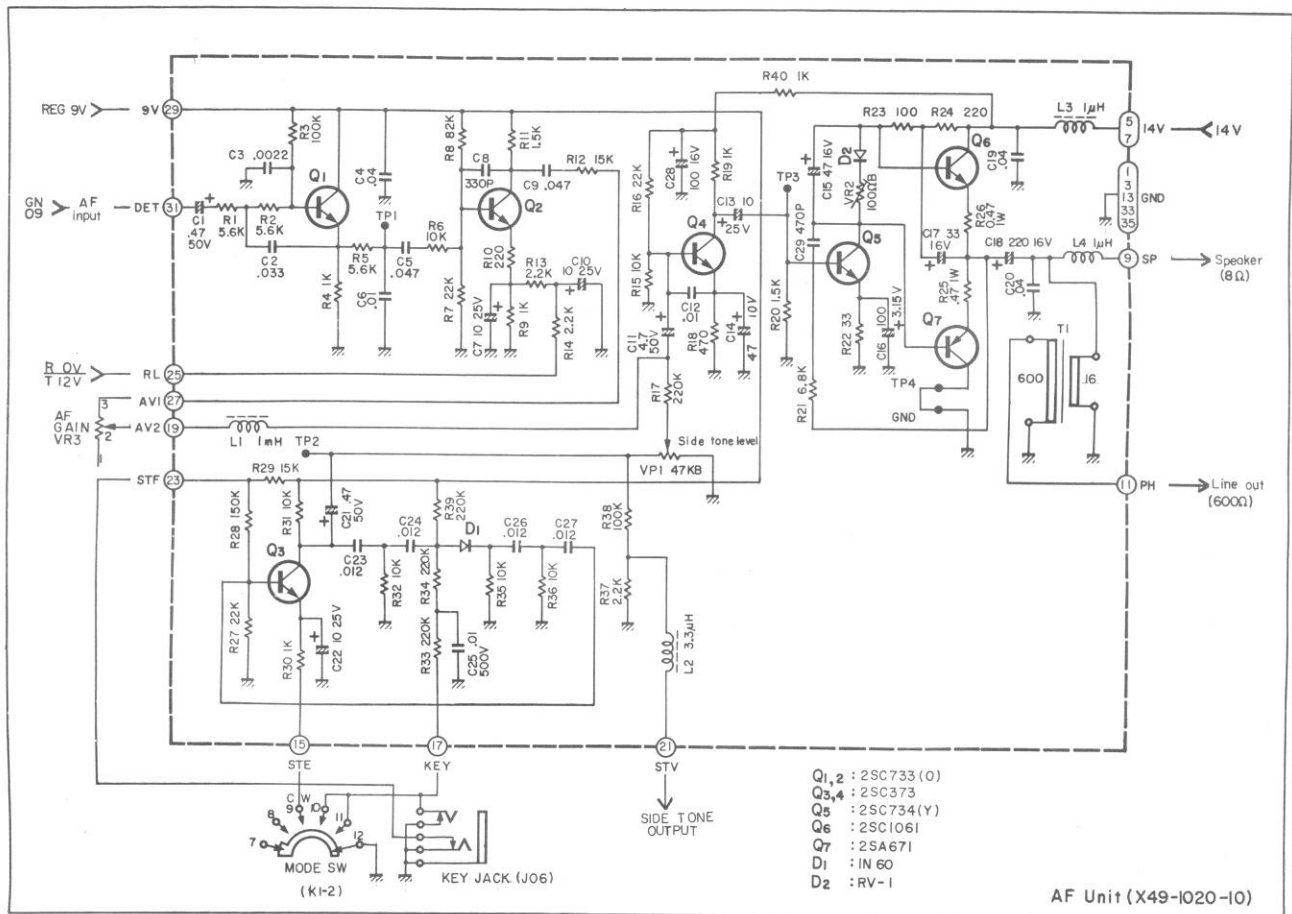 REG 9V
9V
29
R3 100K
C3 .0022
Q1
C4 .04
TP1
R8 82K
C8 330P
R11 1.5K
C9 .047
R12 15K
Q2
GN 09
AF input
DET
31
C1 .47 50V
R1 5.6K
R2 5.6K
C2 .033
R4 1K
R5 5.6K
C6 .01
C5 .047
R6 10K
R7 22K
R10 220
R13 2.2K
C10 10 25V
C7 10 25V
R9 1K
R14 2.2K
R40 1K
R16 22K
C28 100 16V
R19 1K
Q4
C13 10 25V
TP3
R15 10K
C12 .01
C11 4.7 50V
R18 470
C14 47 10V
R17 220K
Side tone level
VP1 47KB
R20 1.5K
C15 47 16V
C29 470P
D2
VR2 100ΩB
R23 100
R24 220
Q5
R22 33
C16 100 3.15V
R21 6.8K
Q6
R26 0.47 1W
C17 33 16V
C18 220 16V
R25 .47 1W
Q7
TP4
GND
C19 .04
L3 1μH
5
7
14V
14V
1
3
13
33
35
GND
L4 1μH
9
SP
Speaker (8Ω)
C20 .04
T1
600
.16
11
PH
Line out (600Ω)
R 0V
T 12V
RL
25
AV1
27
AF GAIN VR3
3
2
1
AV2
19
L1 1mH
TP2
STF
23
R29 15K
R28 150K
R31 10K
C21 .47 50V
Q3
C23 .012
C24 .012
R39 220K
D1
C26 .012
C27 .012
R32 10K
R34 220K
R35 10K
R36 10K
R27 22K
R30 1K
C22 10 25V
R33 220K
C25 .01 500V
R38 100K
R37 2.2K
L2 3.3μH
15
STE
17
KEY
21
STV
SIDE TONE OUTPUT
CW
7
8
9
10
11
12
MODE SW
(K1-2)
KEY JACK (J06)
Q1,2 : 2SC733(O)
Q3,4 : 2SC373
Q5 : 2SC734(Y)
Q6 : 2SC1061
Q7 : 2SA671
D1 : IN60
D2 : RV-1
AF Unit (X49-1020-10)